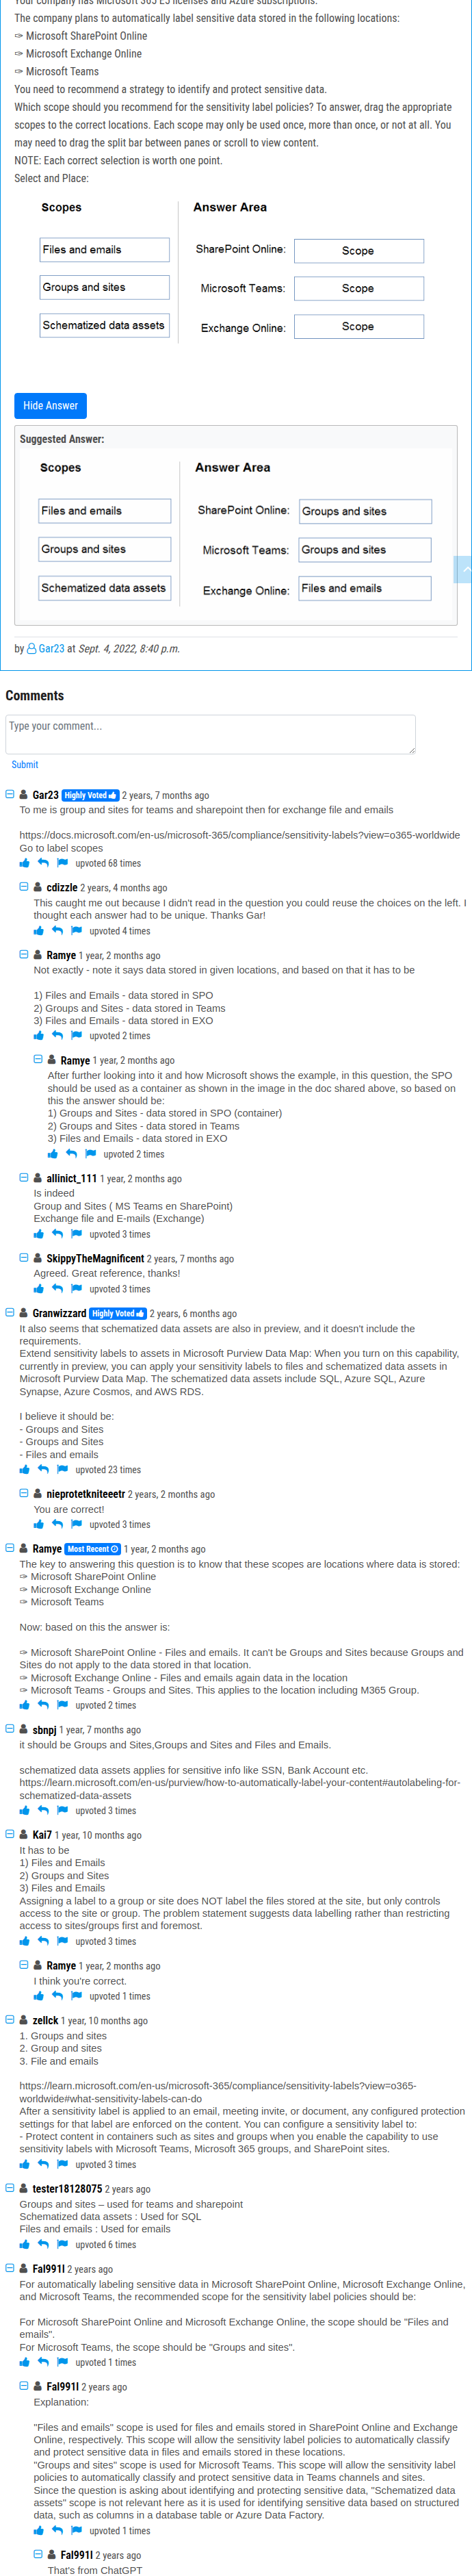 Your company has Microsoft 365 E5 licenses and Azure subscriptions.
The company plans to automatically label sensitive data stored in the following locations:
✑ Microsoft SharePoint Online
✑ Microsoft Exchange Online
✑ Microsoft Teams
You need to recommend a strategy to identify and protect sensitive data.
Which scope should you recommend for the sensitivity label policies? To answer, drag the appropriate
scopes to the correct locations. Each scope may only be used once, more than once, or not at all. You
may need to drag the split bar between panes or scroll to view content.
NOTE: Each correct selection is worth one point.
Select and Place:
Scopes
Answer Area
Files and emails
SharePoint Online: Scope
Groups and sites
Microsoft Teams: Scope
Schematized data assets
Exchange Online: Scope
Hide Answer
Suggested Answer:
Scopes
Answer Area
Files and emails
SharePoint Online: Groups and sites
Groups and sites
Microsoft Teams: Groups and sites
Schematized data assets
Exchange Online: Files and emails
by Gar23 at Sept. 4, 2022, 8:40 p.m.
Comments
Type your comment...
Submit
Gar23 Highly Voted 2 years, 7 months ago
To me is group and sites for teams and sharepoint then for exchange file and emails
https://docs.microsoft.com/en-us/microsoft-365/compliance/sensitivity-labels?view=o365-worldwide
Go to label scopes
upvoted 68 times
cdizzle 2 years, 4 months ago
This caught me out because I didn't read in the question you could reuse the choices on the left. I
thought each answer had to be unique. Thanks Gar!
upvoted 4 times
Ramye 1 year, 2 months ago
Not exactly - note it says data stored in given locations, and based on that it has to be
1) Files and Emails - data stored in SPO
2) Groups and Sites - data stored in Teams
3) Files and Emails - data stored in EXO
upvoted 2 times
Ramye 1 year, 2 months ago
After further looking into it and how Microsoft shows the example, in this question, the SPO
should be used as a container as shown in the image in the doc shared above, so based on
this the answer should be:
1) Groups and Sites - data stored in SPO (container)
2) Groups and Sites - data stored in Teams
3) Files and Emails - data stored in EXO
upvoted 2 times
allinict_111 1 year, 2 months ago
Is indeed
Group and Sites ( MS Teams en SharePoint)
Exchange file and E-mails (Exchange)
upvoted 3 times
SkippyTheMagnificent 2 years, 7 months ago
Agreed. Great reference, thanks!
upvoted 3 times
Granwizzard Highly Voted 2 years, 6 months ago
It also seems that schematized data assets are also in preview, and it doesn't include the
requirements.
Extend sensitivity labels to assets in Microsoft Purview Data Map: When you turn on this capability,
currently in preview, you can apply your sensitivity labels to files and schematized data assets in
Microsoft Purview Data Map. The schematized data assets include SQL, Azure SQL, Azure
Synapse, Azure Cosmos, and AWS RDS.
I believe it should be:
- Groups and Sites
- Groups and Sites
- Files and emails
upvoted 23 times
nieprotetkniteeetr 2 years, 2 months ago
You are correct!
upvoted 3 times
Ramye Most Recent 1 year, 2 months ago
The key to answering this question is to know that these scopes are locations where data is stored:
✑ Microsoft SharePoint Online
✑ Microsoft Exchange Online
✑ Microsoft Teams
Now: based on this the answer is:
✑ Microsoft SharePoint Online - Files and emails. It can't be Groups and Sites because Groups and
Sites do not apply to the data stored in that location.
✑ Microsoft Exchange Online - Files and emails again data in the location
✑ Microsoft Teams - Groups and Sites. This applies to the location including M365 Group.
upvoted 2 times
sbnpj 1 year, 7 months ago
it should be Groups and Sites,Groups and Sites and Files and Emails.
schematized data assets applies for sensitive info like SSN, Bank Account etc.
https://learn.microsoft.com/en-us/purview/how-to-automatically-label-your-content#autolabeling-for-
schematized-data-assets
upvoted 3 times
Kai7 1 year, 10 months ago
It has to be
1) Files and Emails
2) Groups and Sites
3) Files and Emails
Assigning a label to a group or site does NOT label the files stored at the site, but only controls
access to the site or group. The problem statement suggests data labelling rather than restricting
access to sites/groups first and foremost.
upvoted 3 times
Ramye 1 year, 2 months ago
I think you're correct.
upvoted 1 times
zellck 1 year, 10 months ago
1. Groups and sites
2. Group and sites
3. File and emails
https://learn.microsoft.com/en-us/microsoft-365/compliance/sensitivity-labels?view=o365-
worldwide#what-sensitivity-labels-can-do
After a sensitivity label is applied to an email, meeting invite, or document, any configured protection
settings for that label are enforced on the content. You can configure a sensitivity label to:
- Protect content in containers such as sites and groups when you enable the capability to use
sensitivity labels with Microsoft Teams, Microsoft 365 groups, and SharePoint sites.
upvoted 3 times
tester18128075 2 years ago
Groups and sites – used for teams and sharepoint
Schematized data assets : Used for SQL
Files and emails : Used for emails
upvoted 6 times
Fal991l 2 years ago
For automatically labeling sensitive data in Microsoft SharePoint Online, Microsoft Exchange Online,
and Microsoft Teams, the recommended scope for the sensitivity label policies should be:
For Microsoft SharePoint Online and Microsoft Exchange Online, the scope should be "Files and
emails".
For Microsoft Teams, the scope should be "Groups and sites".
upvoted 1 times
Fal991l 2 years ago
Explanation:
"Files and emails" scope is used for files and emails stored in SharePoint Online and Exchange
Online, respectively. This scope will allow the sensitivity label policies to automatically classify
and protect sensitive data in files and emails stored in these locations.
"Groups and sites" scope is used for Microsoft Teams. This scope will allow the sensitivity label
policies to automatically classify and protect sensitive data in Teams channels and sites.
Since the question is asking about identifying and protecting sensitive data, "Schematized data
assets" scope is not relevant here as it is used for identifying sensitive data based on structured
data, such as columns in a database table or Azure Data Factory.
upvoted 1 times
Fal991l 2 years ago
That's from ChatGPT